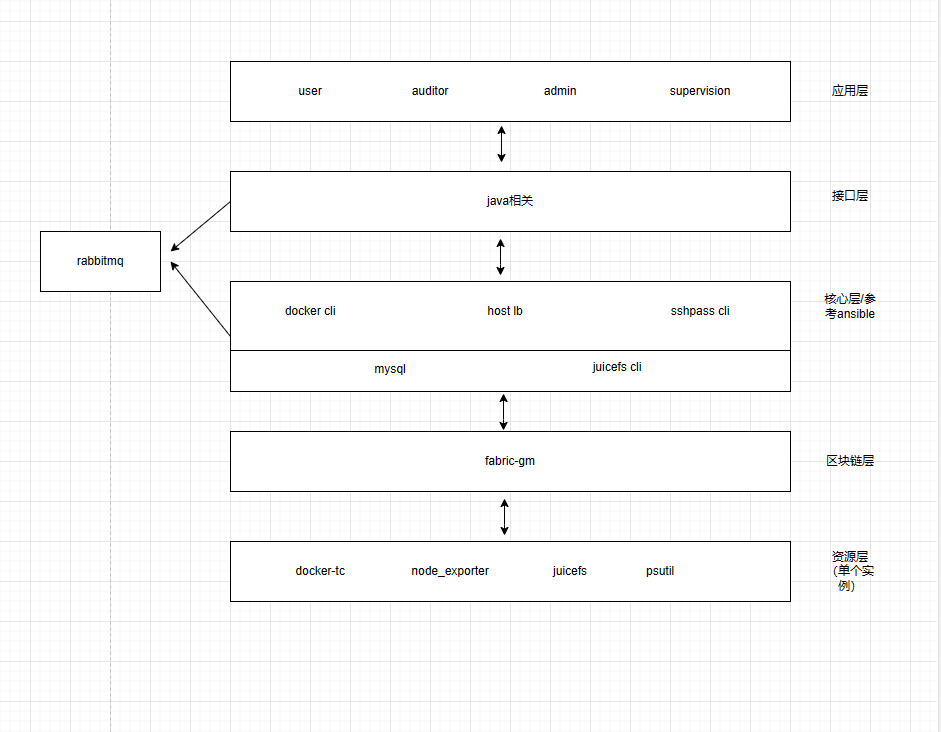 user auditor admin supervision 应用层
java相关 接口层
rabbitmq
docker cli host lb sshpass cli 核心层/参
考ansible
mysql juicefs cli
fabric-gm 区块链层
docker-tc node_exporter juicefs psutil 资源层
（单个实
例）